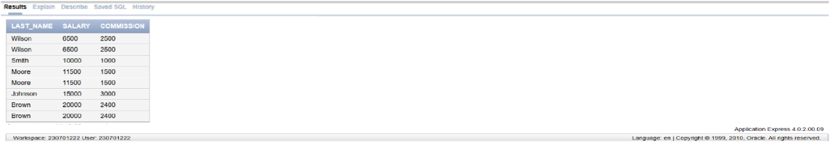 Results Explain Describe Saved SQL History
LAST_NAME SALARY COMMISSION
Wilson 6500 2500
Wilson 6500 2500
Smith 10000 1000
Moore 11500 1500
Moore 11500 1500
Johnson 15000 3000
Brown 20000 2400
Brown 20000 2400
Application Express 4.0.2.00.09
Workspace: 230701222 User: 230701222 Language: en | Copyright © 1999, 2010, Oracle. All rights reserved.